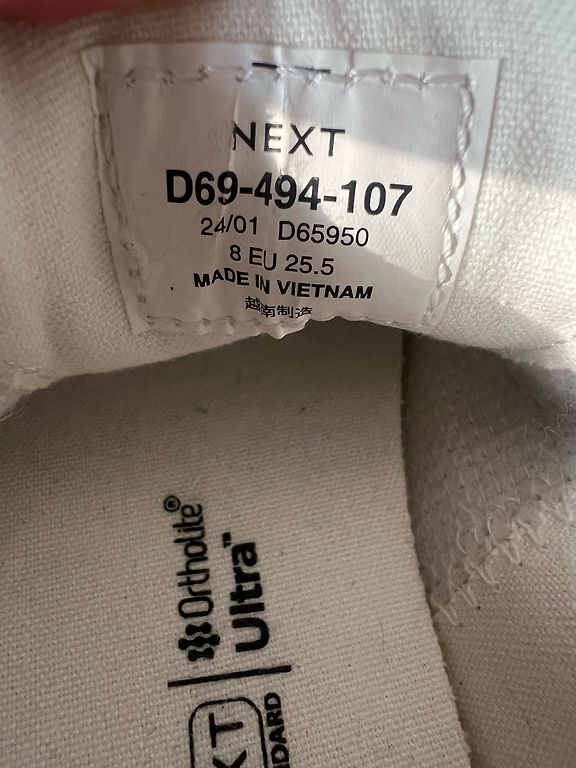 NEXT
D69-494-107
24/01 D65950
8 EU 25.5
MADE IN VIETNAM
越南制造
Ortholite®
Ultra™